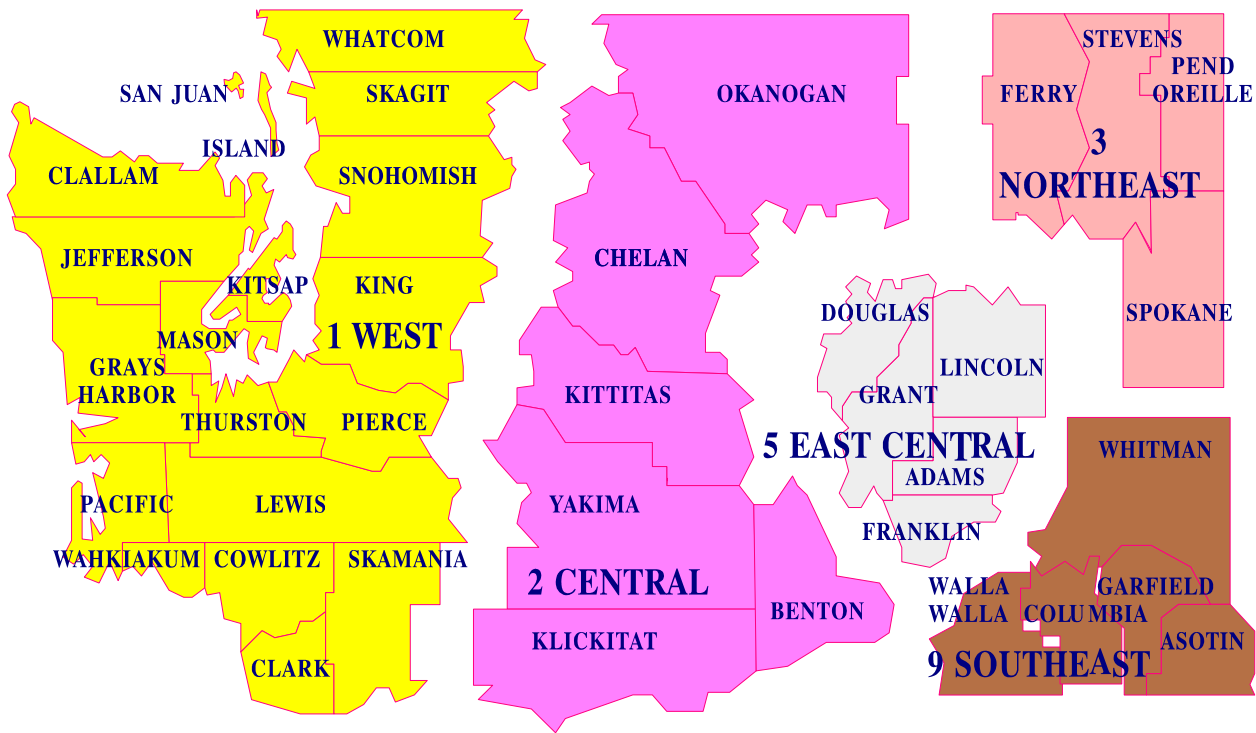 WHATCOM
SAN JUAN
SKAGIT
ISLAND
CLALLAM
SNOHOMISH
JEFFERSON
KITSAP
KING
MASON
1 WEST
GRAYS
HARBOR
THURSTON
PIERCE
PACIFIC
LEWIS
WAHKIAKUM
COWLITZ
SKAMANIA
CLARK
OKANOGAN
CHELAN
KITTITAS
YAKIMA
2 CENTRAL
BENTON
KLICKITAT
STEVENS
PEND
OREILLE
FERRY
3
NORTHEAST
SPOKANE
DOUGLAS
LINCOLN
GRANT
5 EAST CENTRAL
ADAMS
FRANKLIN
WHITMAN
WALLA
WALLA
GARFIELD
COLUMBIA
ASOTIN
9 SOUTHEAST